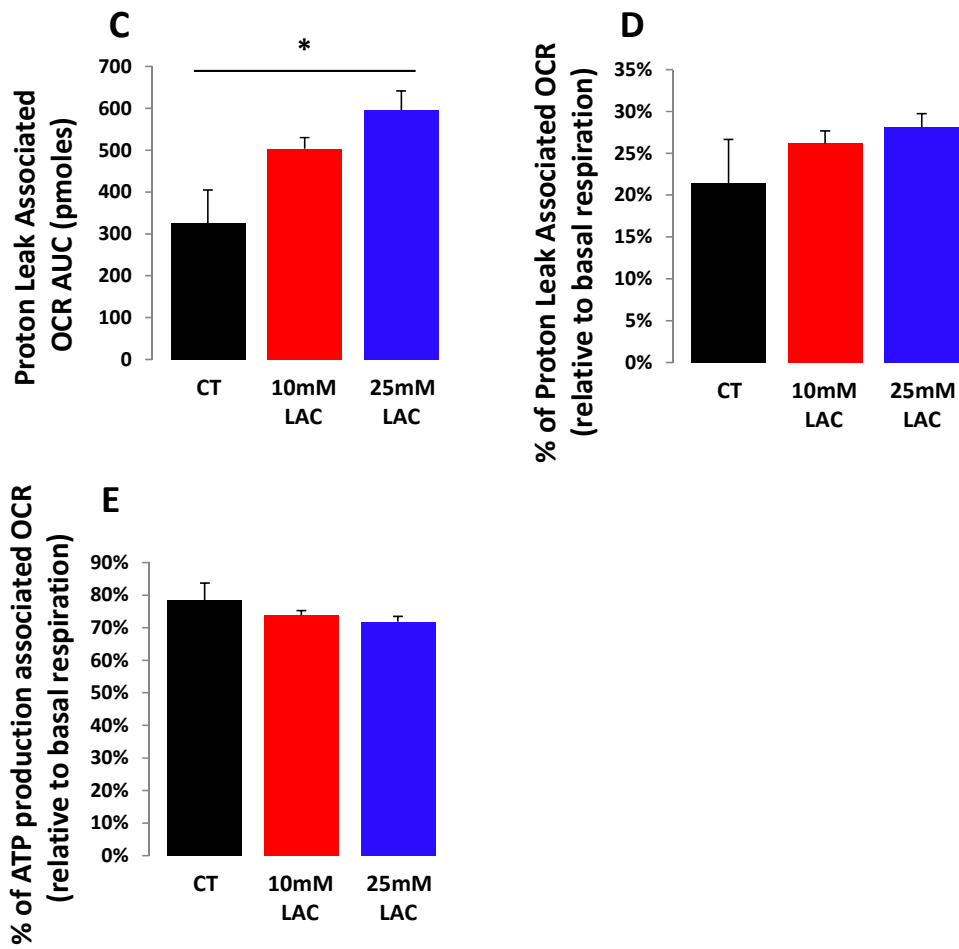 C
*
Proton Leak Associated
OCR AUC (pmoles)
700
600
500
400
300
200
100
0
CT
10mM
LAC
25mM
LAC
D
% of Proton Leak Associated OCR
(relative to basal respiration)
35%
30%
25%
20%
15%
10%
5%
0%
CT
10mM
LAC
25mM
LAC
E
% of ATP production associated OCR
(relative to basal respiration)
90%
80%
70%
60%
50%
40%
30%
20%
10%
0%
CT
10mM
LAC
25mM
LAC